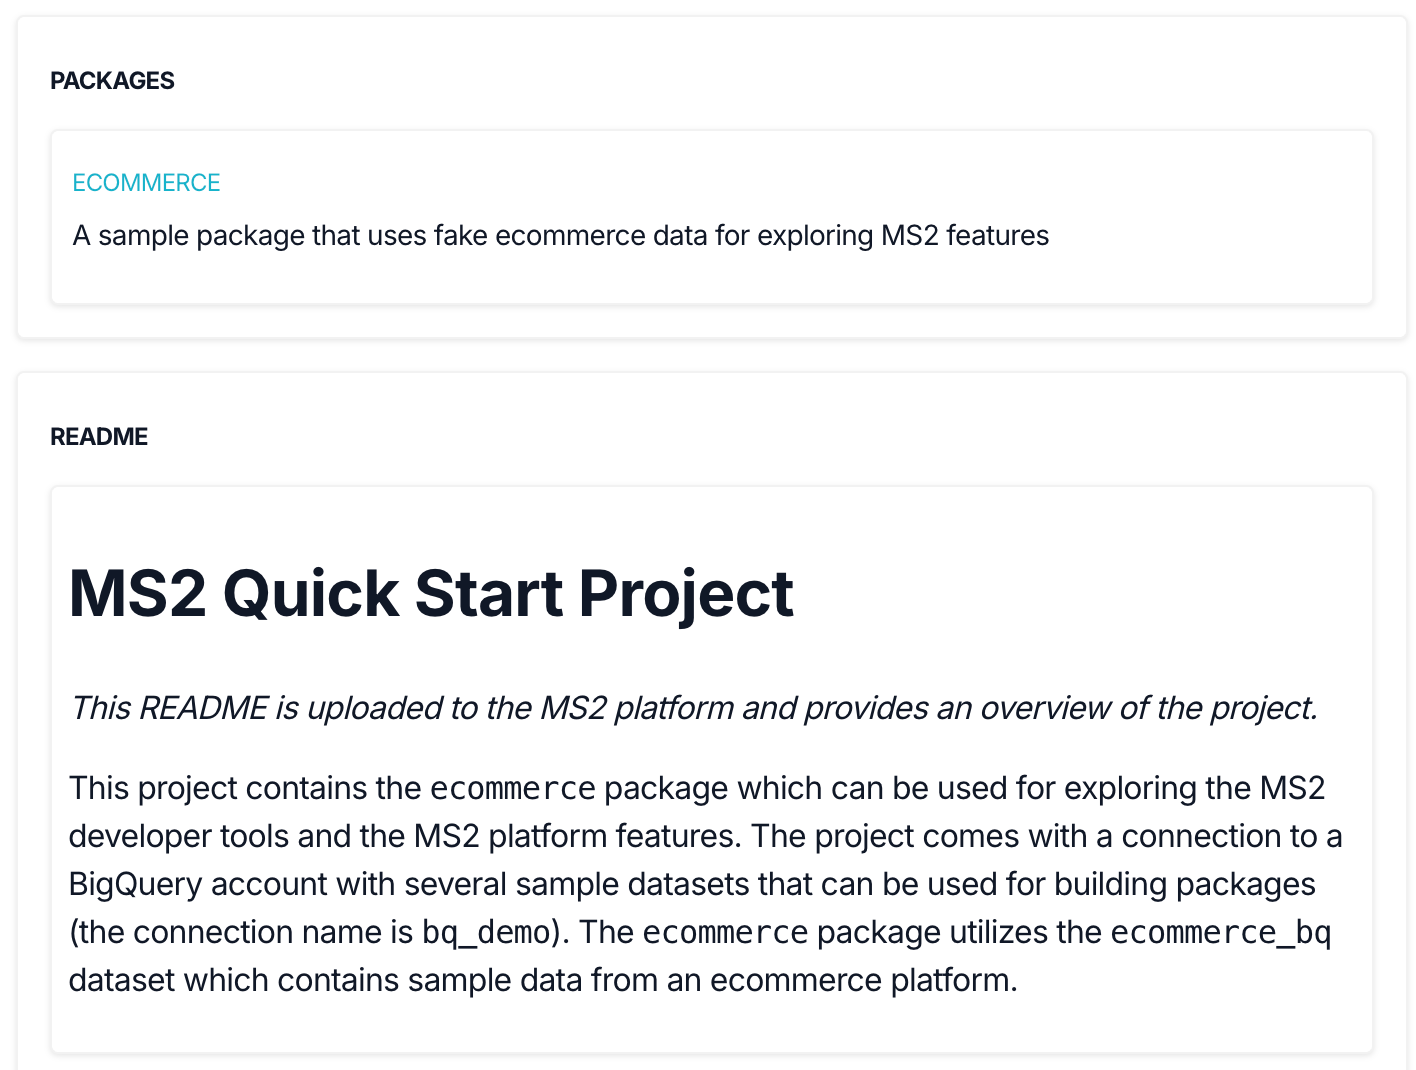 PACKAGES
ECOMMERCE
A sample package that uses fake ecommerce data for exploring MS2 features
README
MS2 Quick Start Project
This README is uploaded to the MS2 platform and provides an overview of the project.
This project contains the ecommerce package which can be used for exploring the MS2
developer tools and the MS2 platform features. The project comes with a connection to a
BigQuery account with several sample datasets that can be used for building packages
(the connection name is bq_demo). The ecommerce package utilizes the ecommerce_bq
dataset which contains sample data from an ecommerce platform.